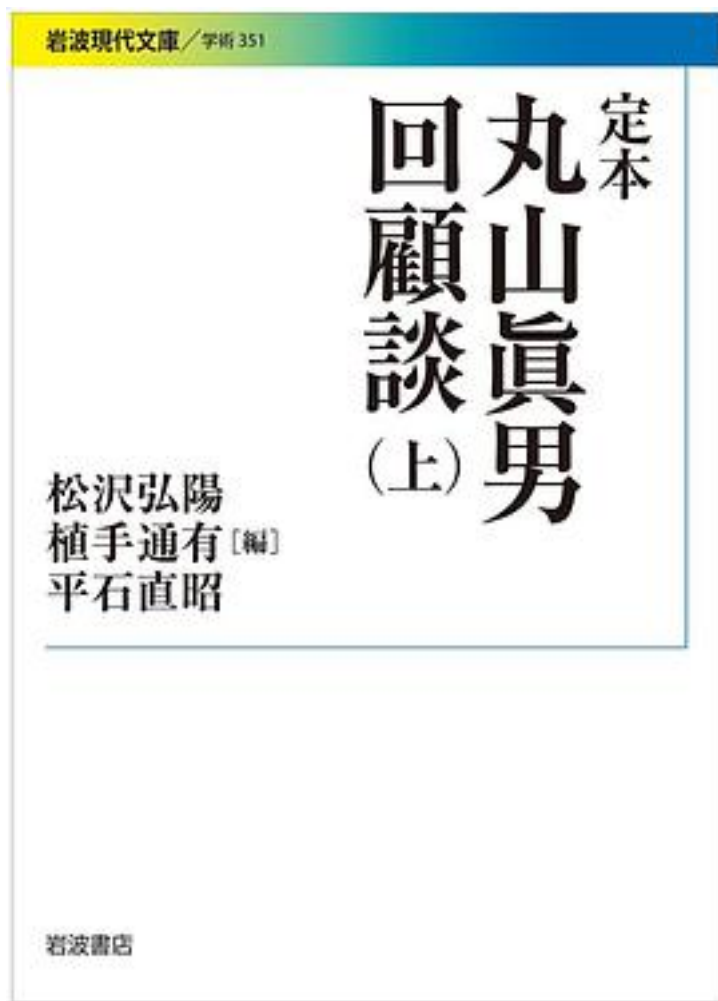 岩波現代文庫/学術 351
定本
丸山眞男
回顧談(上)
松沢弘陽
植手通有[編]
平石直昭
岩波書店